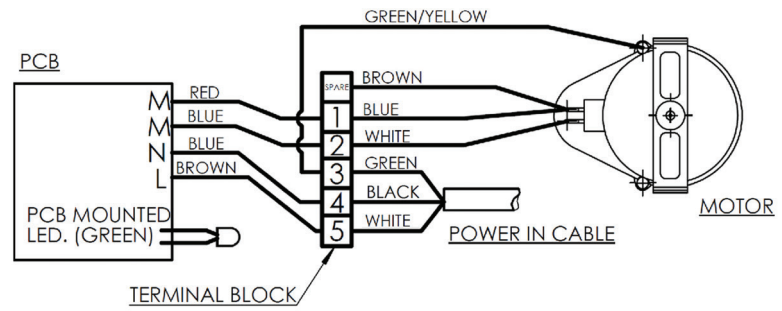 GREEN/YELLOW
PCB
SPARE
BROWN
M
RED
1
BLUE
M
BLUE
2
WHITE
N
BLUE
3
GREEN
L
BROWN
4
BLACK
PCB MOUNTED
LED. (GREEN)
5
WHITE
POWER IN CABLE
MOTOR
TERMINAL BLOCK